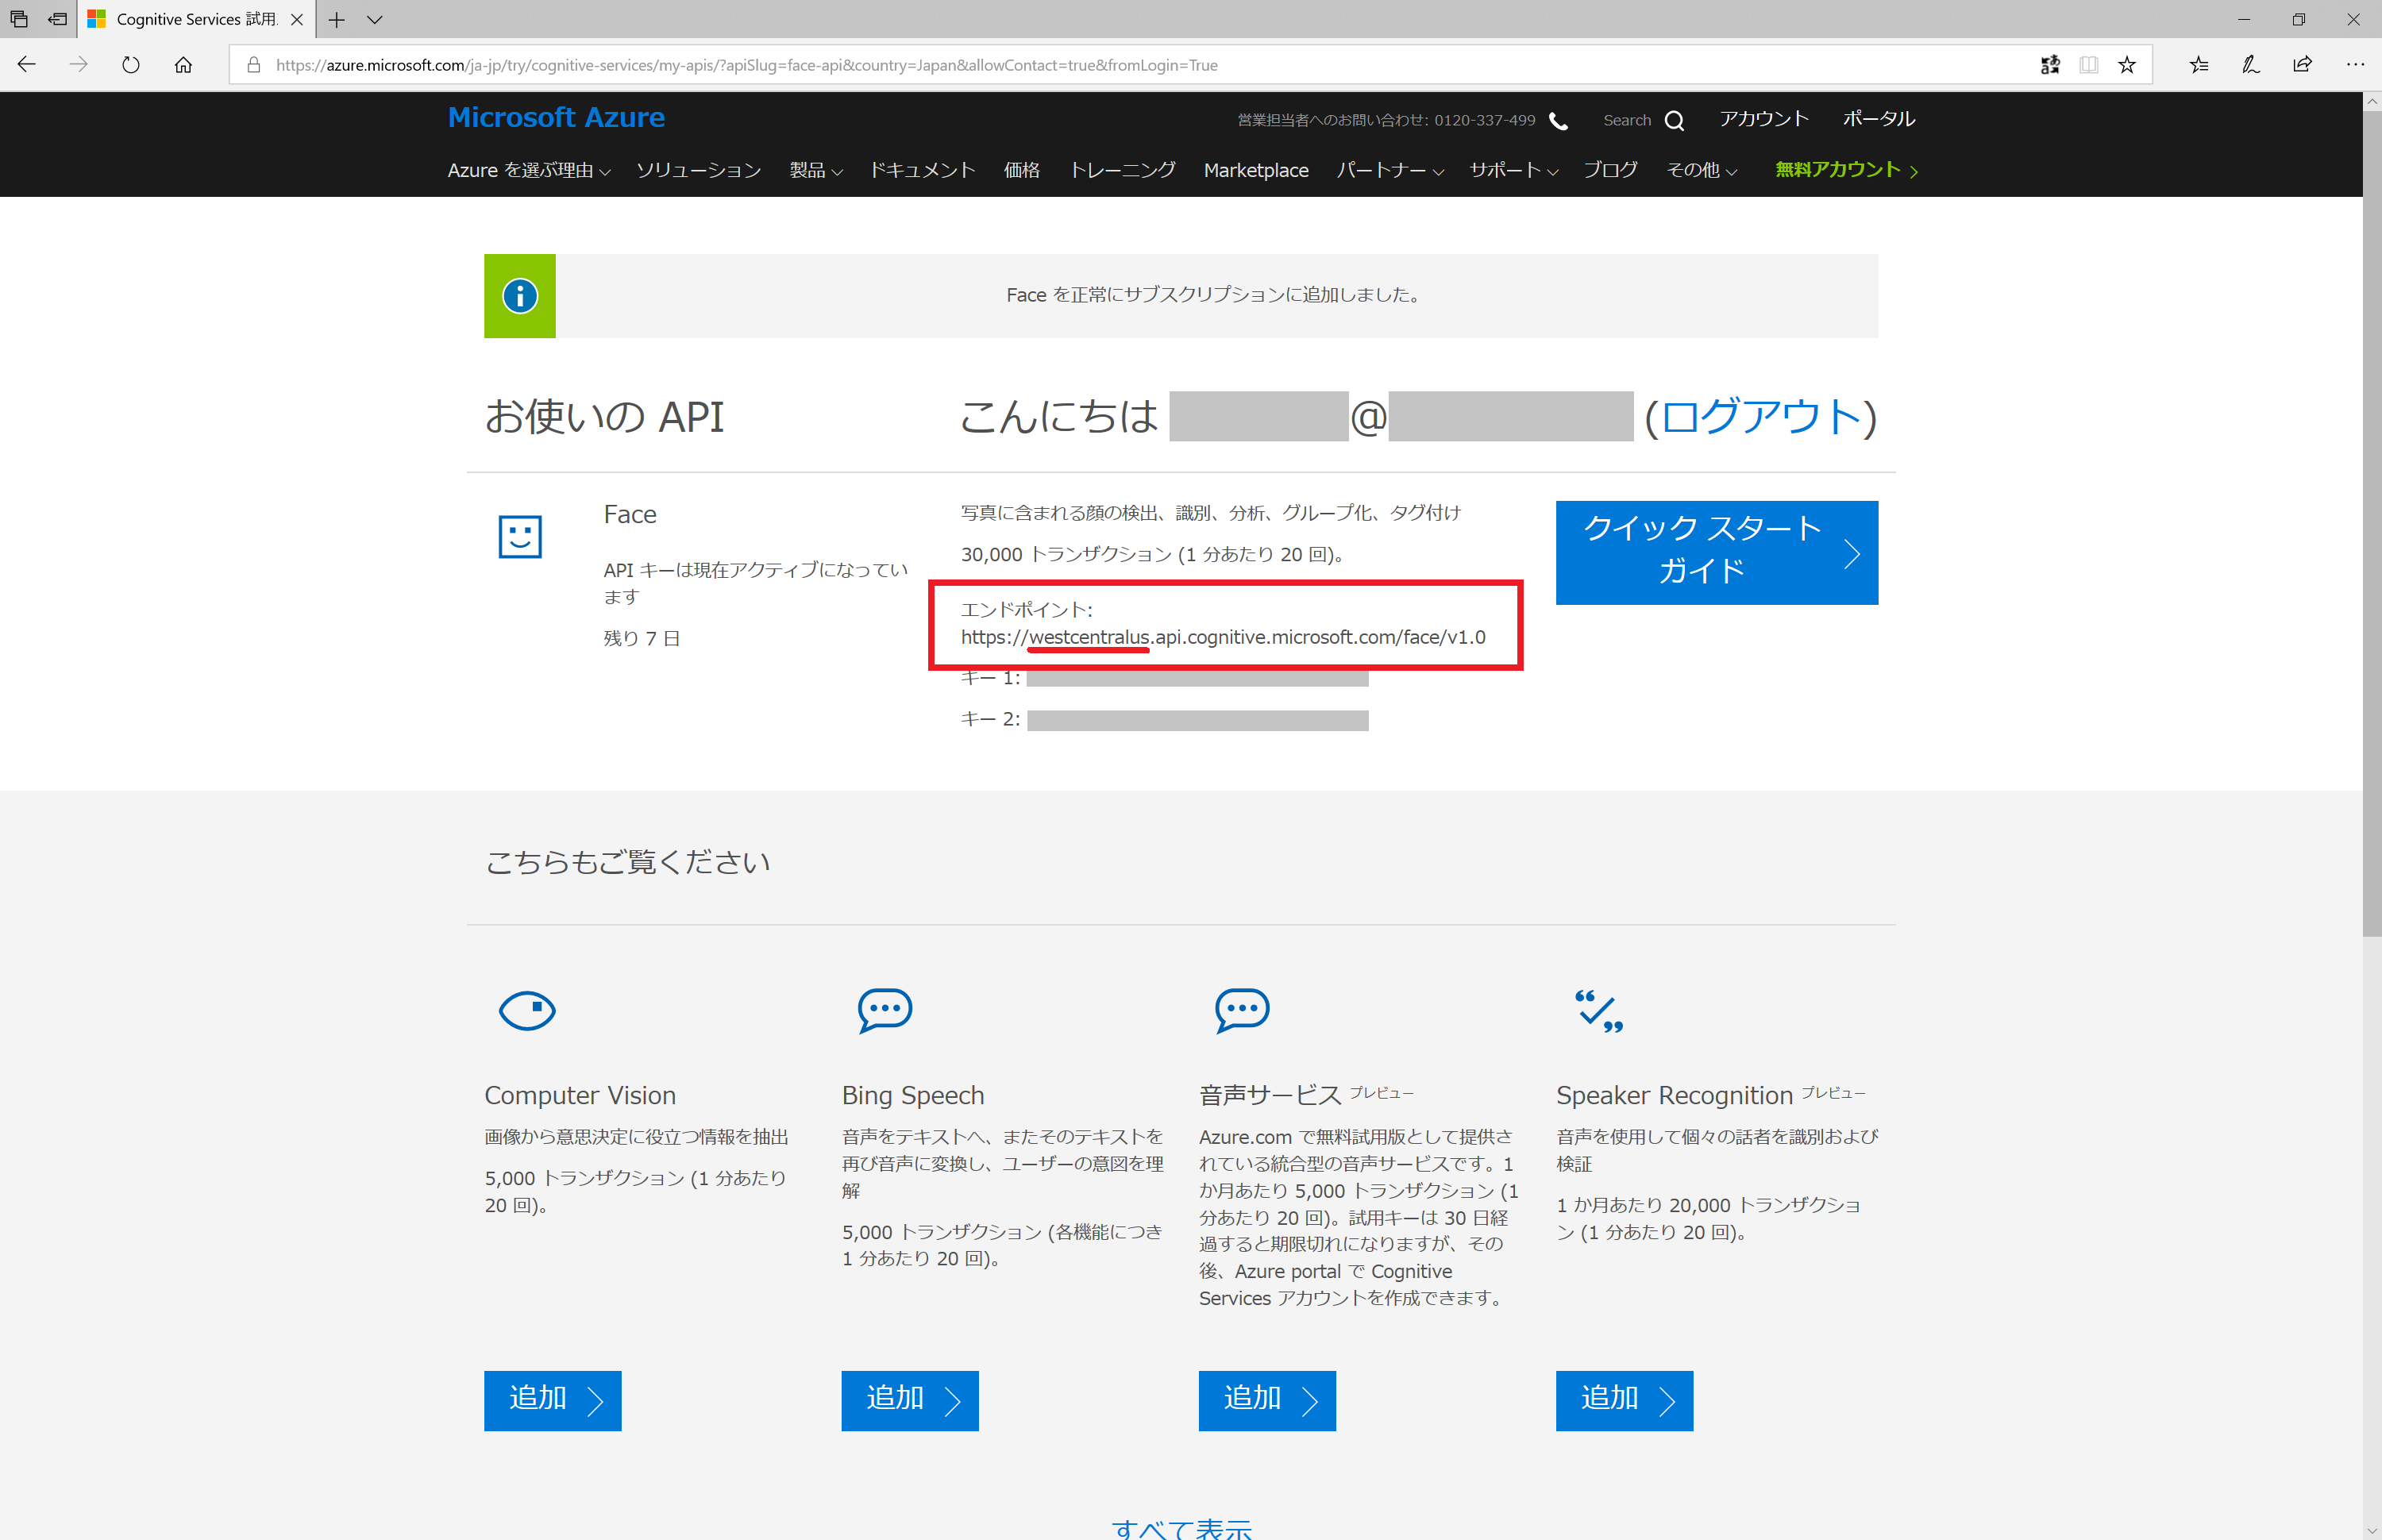 Cognitive Services 試用
https://azure.microsoft.com/ja-jp/try/cognitive-services/my-apis/?apiSlug=face-api&country=Japan&allowContact=true&fromLogin=True
Microsoft Azure
営業担当者へのお問い合わせ: 0120-337-499
Search
アカウント
ポータル
Azure を選ぶ理由
ソリューション
製品
ドキュメント
価格
トレーニング
Marketplace
パートナー
サポート
ブログ
その他
無料アカウント
Face を正常にサブスクリプションに追加しました。
お使いの API
こんにちは @ (ログアウト)
Face
API キーは現在アクティブになってい
ます
残り 7 日
写真に含まれる顔の検出、識別、分析、グループ化、タグ付け
30,000 トランザクション (1 分あたり 20 回)。
エンドポイント:
https://westcentralus.api.cognitive.microsoft.com/face/v1.0
キー 1:
キー 2:
クイック スタート
ガイド
こちらもご覧ください
Computer Vision
画像から意思決定に役立つ情報を抽出
5,000 トランザクション (1 分あたり
20 回)。
追加
Bing Speech
音声をテキストへ、またそのテキストを
再び音声に変換し、ユーザーの意図を理
解
5,000 トランザクション (各機能につき
1 分あたり 20 回)。
追加
音声サービス プレビュー
Azure.com で無料試用版として提供さ
れている統合型の音声サービスです。1
か月あたり 5,000 トランザクション (1
分あたり 20 回)。試用キーは 30 日経
過すると期限切れになりますが、その
後、Azure portal で Cognitive
Services アカウントを作成できます。
追加
Speaker Recognition プレビュー
音声を使用して個々の話者を識別および
検証
1 か月あたり 20,000 トランザクショ
ン (1 分あたり 20 回)。
追加
すべて表示